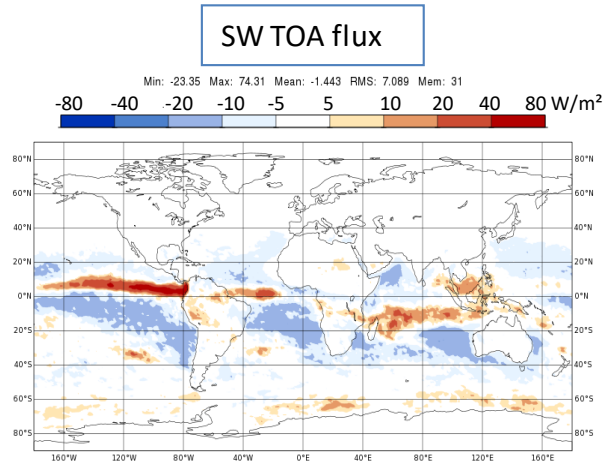 SW TOA flux
Min: -23.35 Max: 74.31 Mean: -1.443 RMS: 7.089 Mem: 31
-80 -40 -20 -10 -5 5 10 20 40 80 W/m²
80°N
60°N
40°N
20°N
0°N
20°S
40°S
60°S
80°S
80°N
60°N
40°N
20°N
0°N
20°S
40°S
60°S
80°S
160°W 120°W 80°W 40°W 0°E 40°E 80°E 120°E 160°E